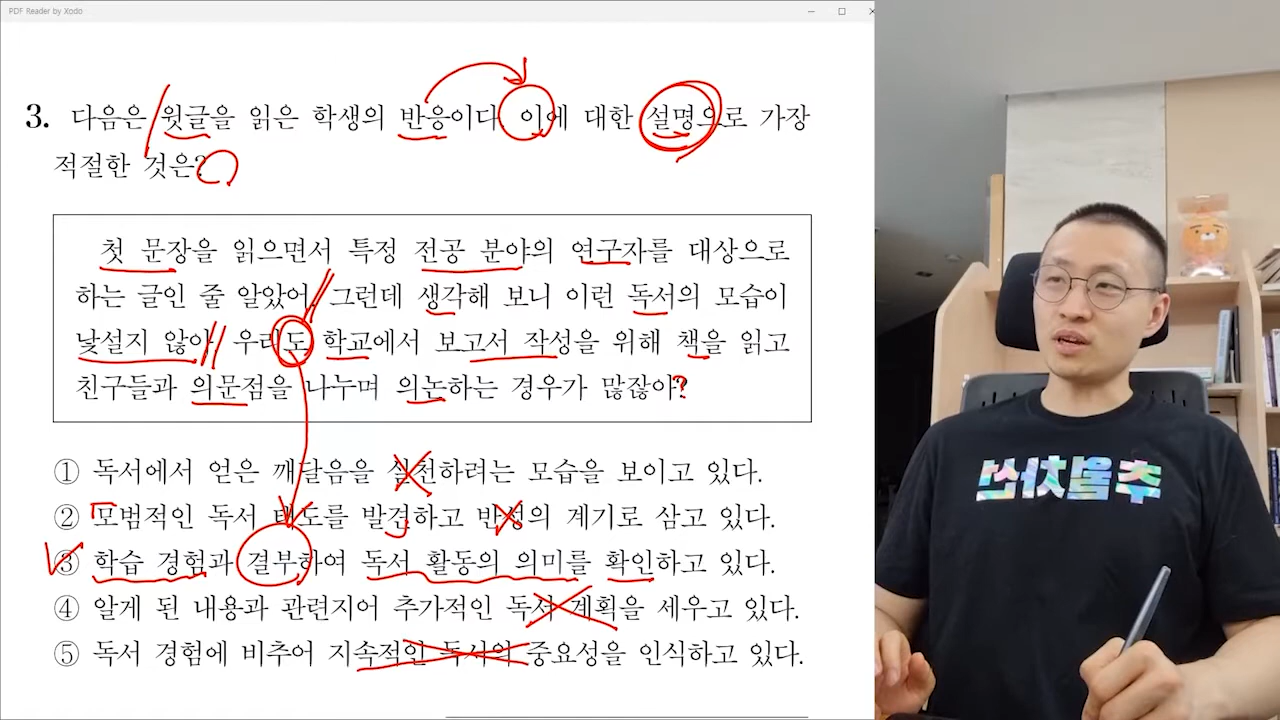 PDF Reader by Xodo
3. 다음은 윗글을 읽은 학생의 반응이다 이에 대한 설명으로 가장
적절한 것은?
첫 문장을 읽으면서 특정 전공 분야의 연구자를 대상으로
하는 글인 줄 알았어. 그런데 생각해 보니 이런 독서의 모습이
낯설지 않아. 우리도 학교에서 보고서 작성을 위해 책을 읽고
친구들과 의문점을 나누며 의논하는 경우가 많잖아?
① 독서에서 얻은 깨달음을 실천하려는 모습을 보이고 있다.
② 모범적인 독서 태도를 발견하고 반성의 계기로 삼고 있다.
③ 학습 경험과 결부하여 독서 활동의 의미를 확인하고 있다.
④ 알게 된 내용과 관련지어 추가적인 독서 계획을 세우고 있다.
⑤ 독서 경험에 비추어 지속적인 독서의 중요성을 인식하고 있다.